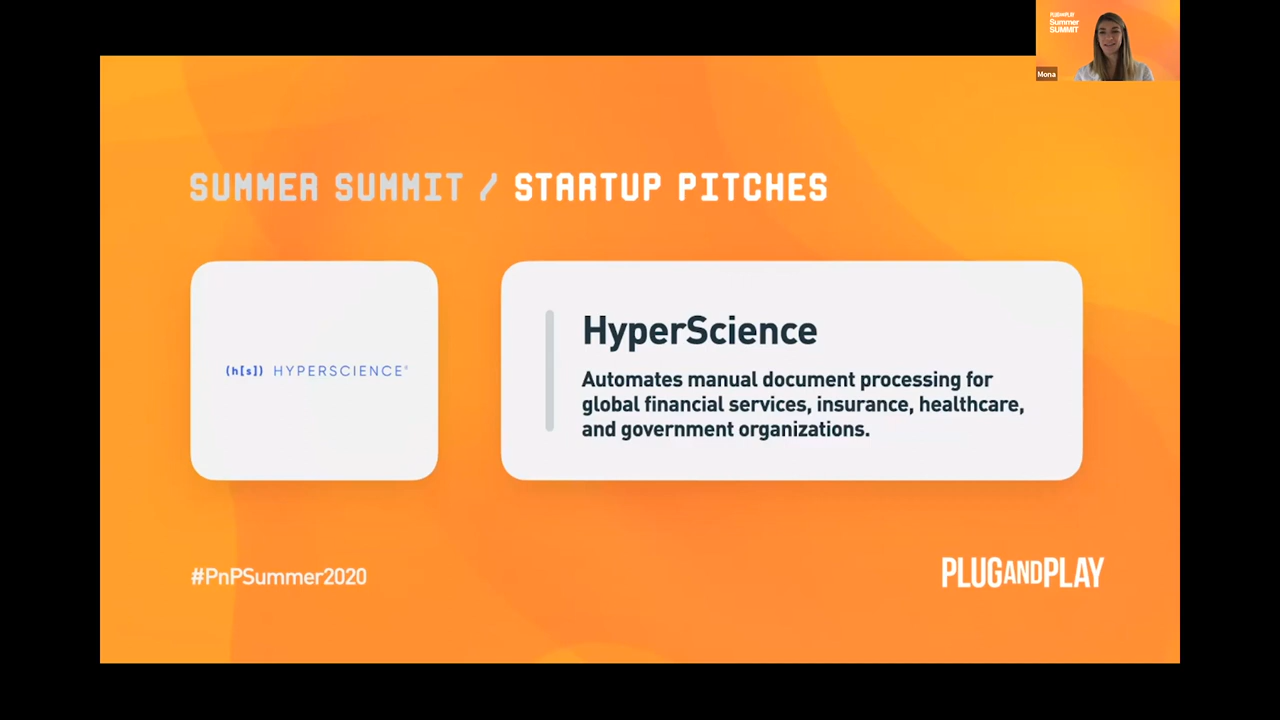 PLUGANDPLAY
Summer
SUMMIT
Mona
SUMMER SUMMIT / STARTUP PITCHES
(h[s]) HYPERSCIENCE®
HyperScience
Automates manual document processing for
global financial services, insurance, healthcare,
and government organizations.
#PnPSummer2020
PLUGANDPLAY